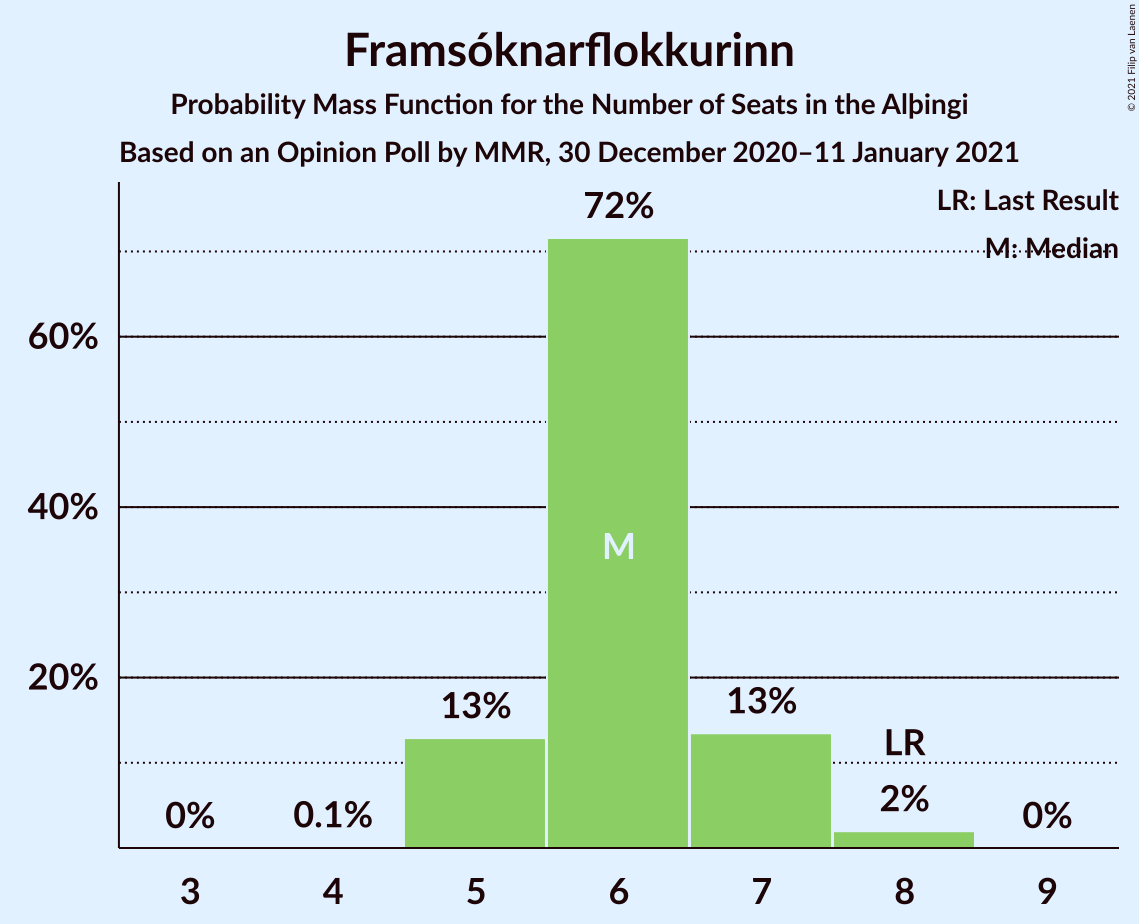 Framsóknarflokkurinn
Probability Mass Function for the Number of Seats in the Alþingi
Based on an Opinion Poll by MMR, 30 December 2020–11 January 2021
© 2021 Filip van Laenen
LR: Last Result
M: Median
72%
60%
40%
M
20%
13%
13%
LR
2%
0%
0.1%
0%
3 4 5 6 7 8 9